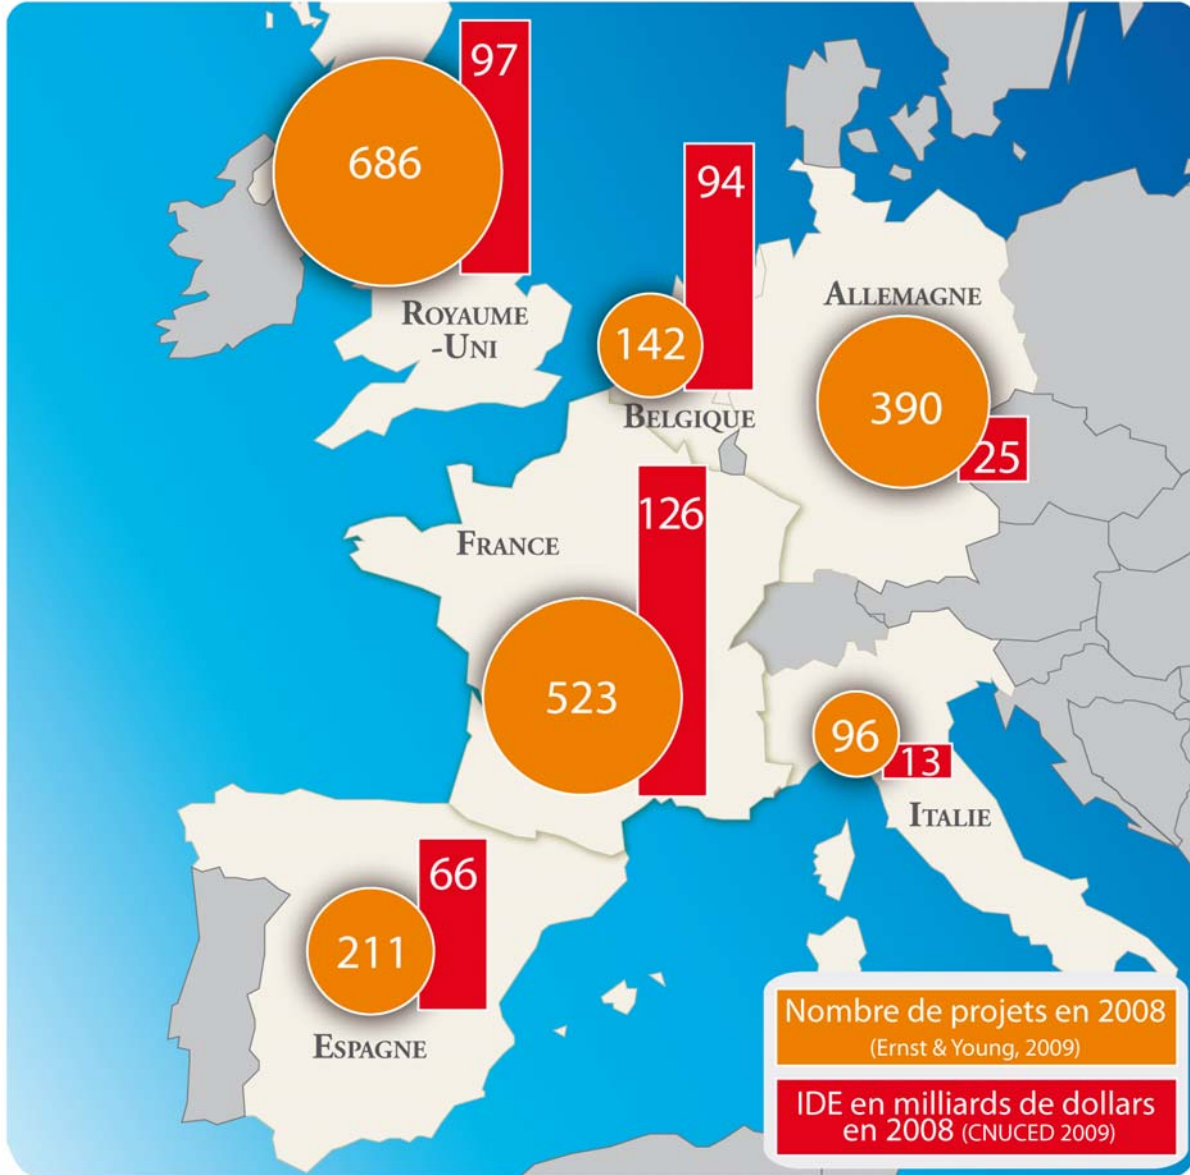 97
686
ROYAUME
-UNI
94
142
BELGIQUE
ALLEMAGNE
390
25
FRANCE
126
523
96
13
ITALIE
66
211
ESPAGNE
Nombre de projets en 2008
(Ernst & Young, 2009)
IDE en milliards de dollars
en 2008 (CNUCED 2009)